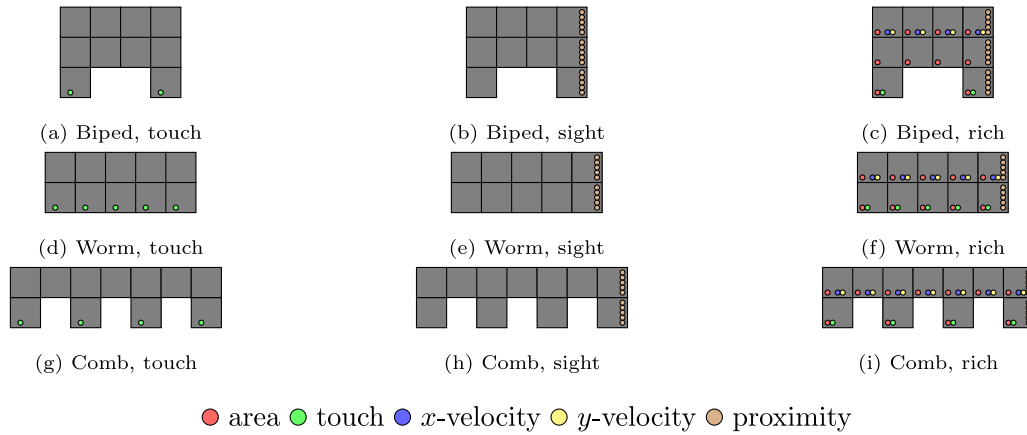 (a) Biped, touch
(b) Biped, sight
(c) Biped, rich
(d) Worm, touch
(e) Worm, sight
(f) Worm, rich
(g) Comb, touch
(h) Comb, sight
(i) Comb, rich
area touch x-velocity y-velocity proximity